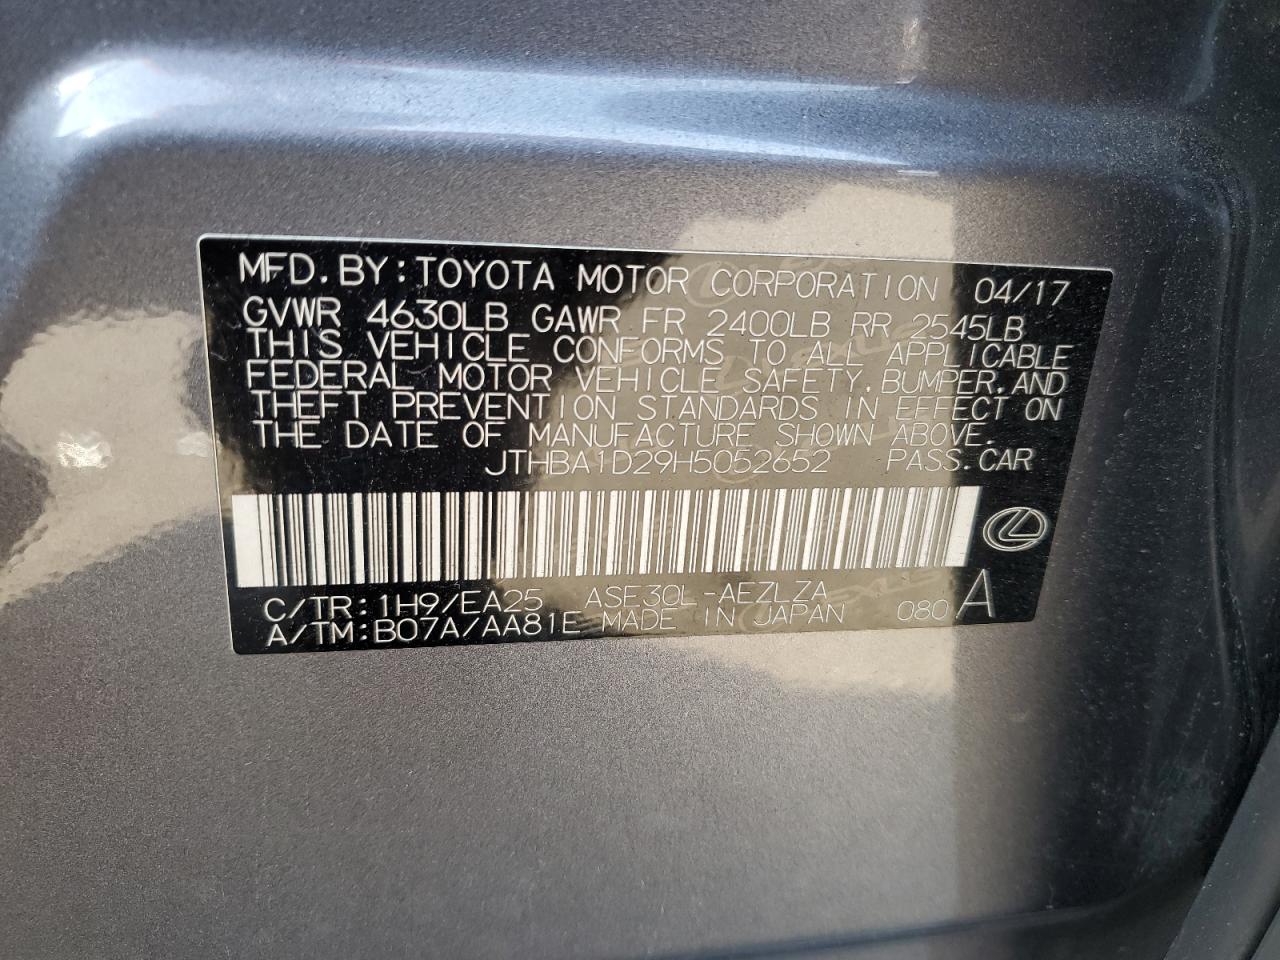 MFD.BY:TOYOTA MOTOR CORPORATION 04/17
GVWR 4630LB GAWR FR 2400LB RR 2545LB
THIS VEHICLE CONFORMS TO ALL APPLICABLE
FEDERAL MOTOR VEHICLE SAFETY,BUMPER,AND
THEFT PREVENTION STANDARDS IN EFFECT ON
THE DATE OF MANUFACTURE SHOWN ABOVE.
JTHBA1D29H5052652 PASS.CAR
C/TR:1H9/EA25 ASE30L-AEZLZA
A/TM:B07A/AA81E MADE IN JAPAN 080 A